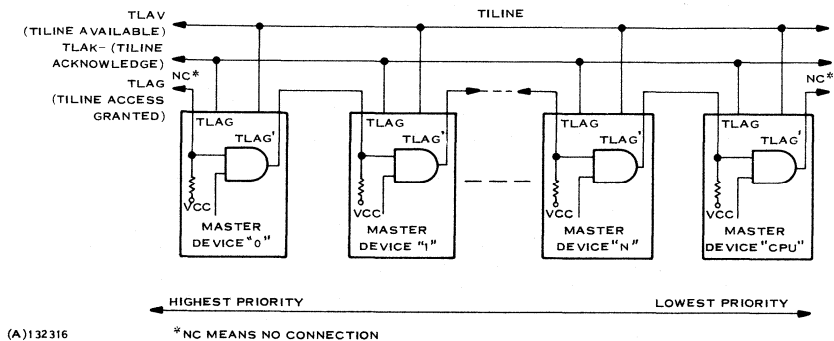 TLAV
(TILINE AVAILABLE)
TILINE
TLAK– (TILINE
ACKNOWLEDGE)
TLAG
(TILINE ACCESS
GRANTED)
NC*
NC*
TLAG
TLAG'
VCC
MASTER
DEVICE "0"
TLAG
TLAG'
VCC
MASTER
DEVICE "1"
TLAG
TLAG'
VCC
MASTER
DEVICE "N"
TLAG
TLAG'
VCC
MASTER
DEVICE "CPU"
HIGHEST PRIORITY
LOWEST PRIORITY
(A)132316
*NC MEANS NO CONNECTION